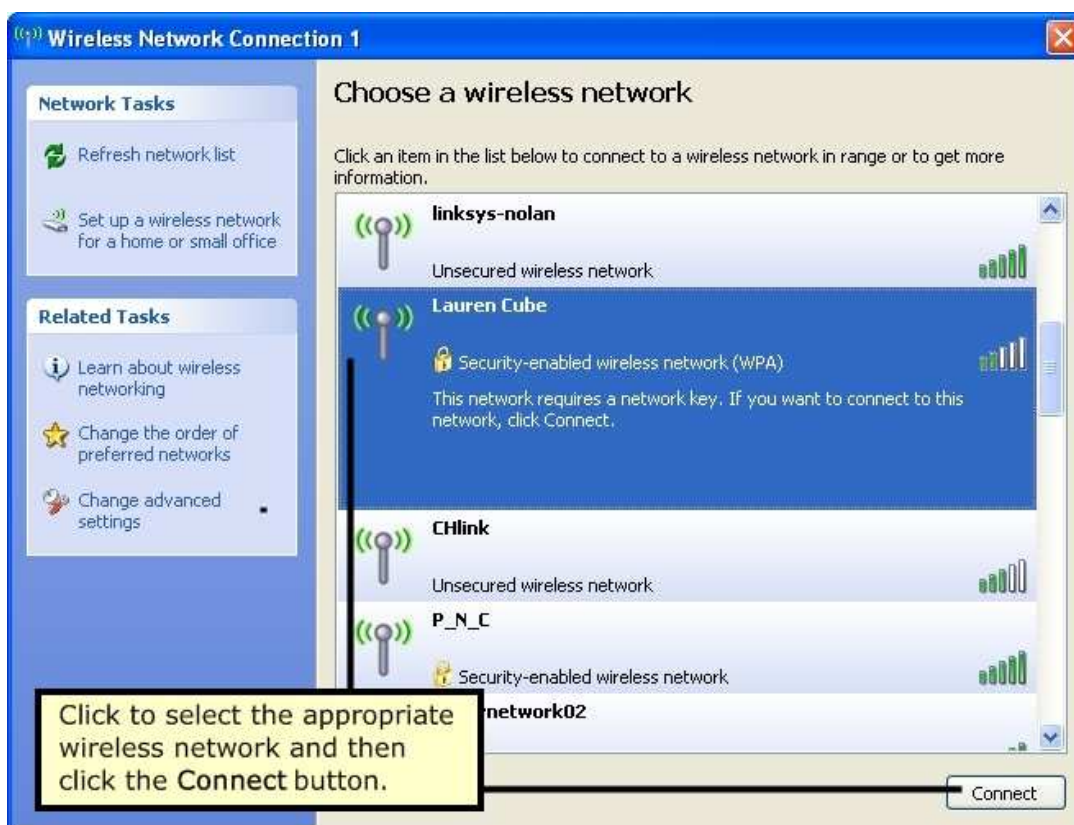 Wireless Network Connection 1
Network Tasks
Refresh network list
Set up a wireless network
for a home or small office
Related Tasks
Learn about wireless
networking
Change the order of
preferred networks
Change advanced
settings
Choose a wireless network
Click an item in the list below to connect to a wireless network in range or to get more
information.
linksys-nolan
Unsecured wireless network
Lauren Cube
Security-enabled wireless network (WPA)
This network requires a network key. If you want to connect to this
network, click Connect.
CHlink
Unsecured wireless network
P_N_C
Security-enabled wireless network
Click to select the appropriate
wireless network and then
click the Connect button.
Connect